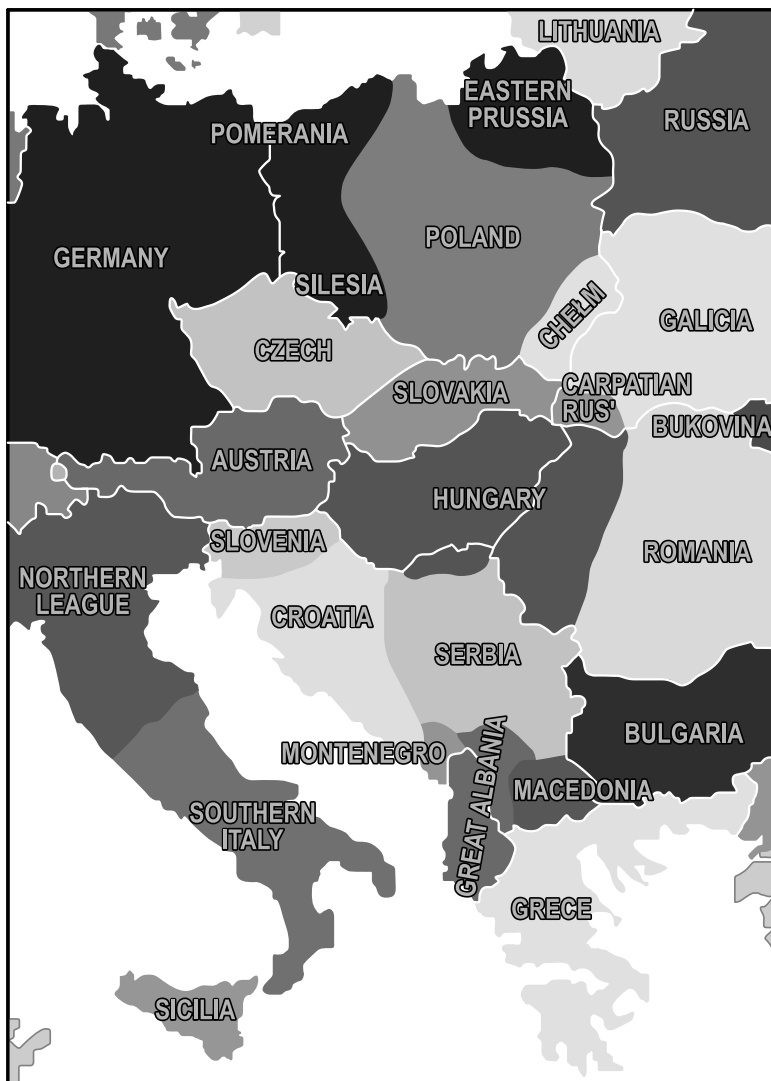 LITHUANIA
EASTERN
PRUSSIA
RUSSIA
POMERANIA
POLAND
GERMANY
SILESIA
CHEŁM
GALICIA
CZECH
SLOVAKIA
CARPATIAN
RUS'
BUKOVINA
AUSTRIA
HUNGARY
SLOVENIA
ROMANIA
NORTHERN
LEAGUE
CROATIA
SERBIA
BULGARIA
MONTENEGRO
GREAT ALBANIA
MACEDONIA
SOUTHERN
ITALY
GRECE
SICILIA